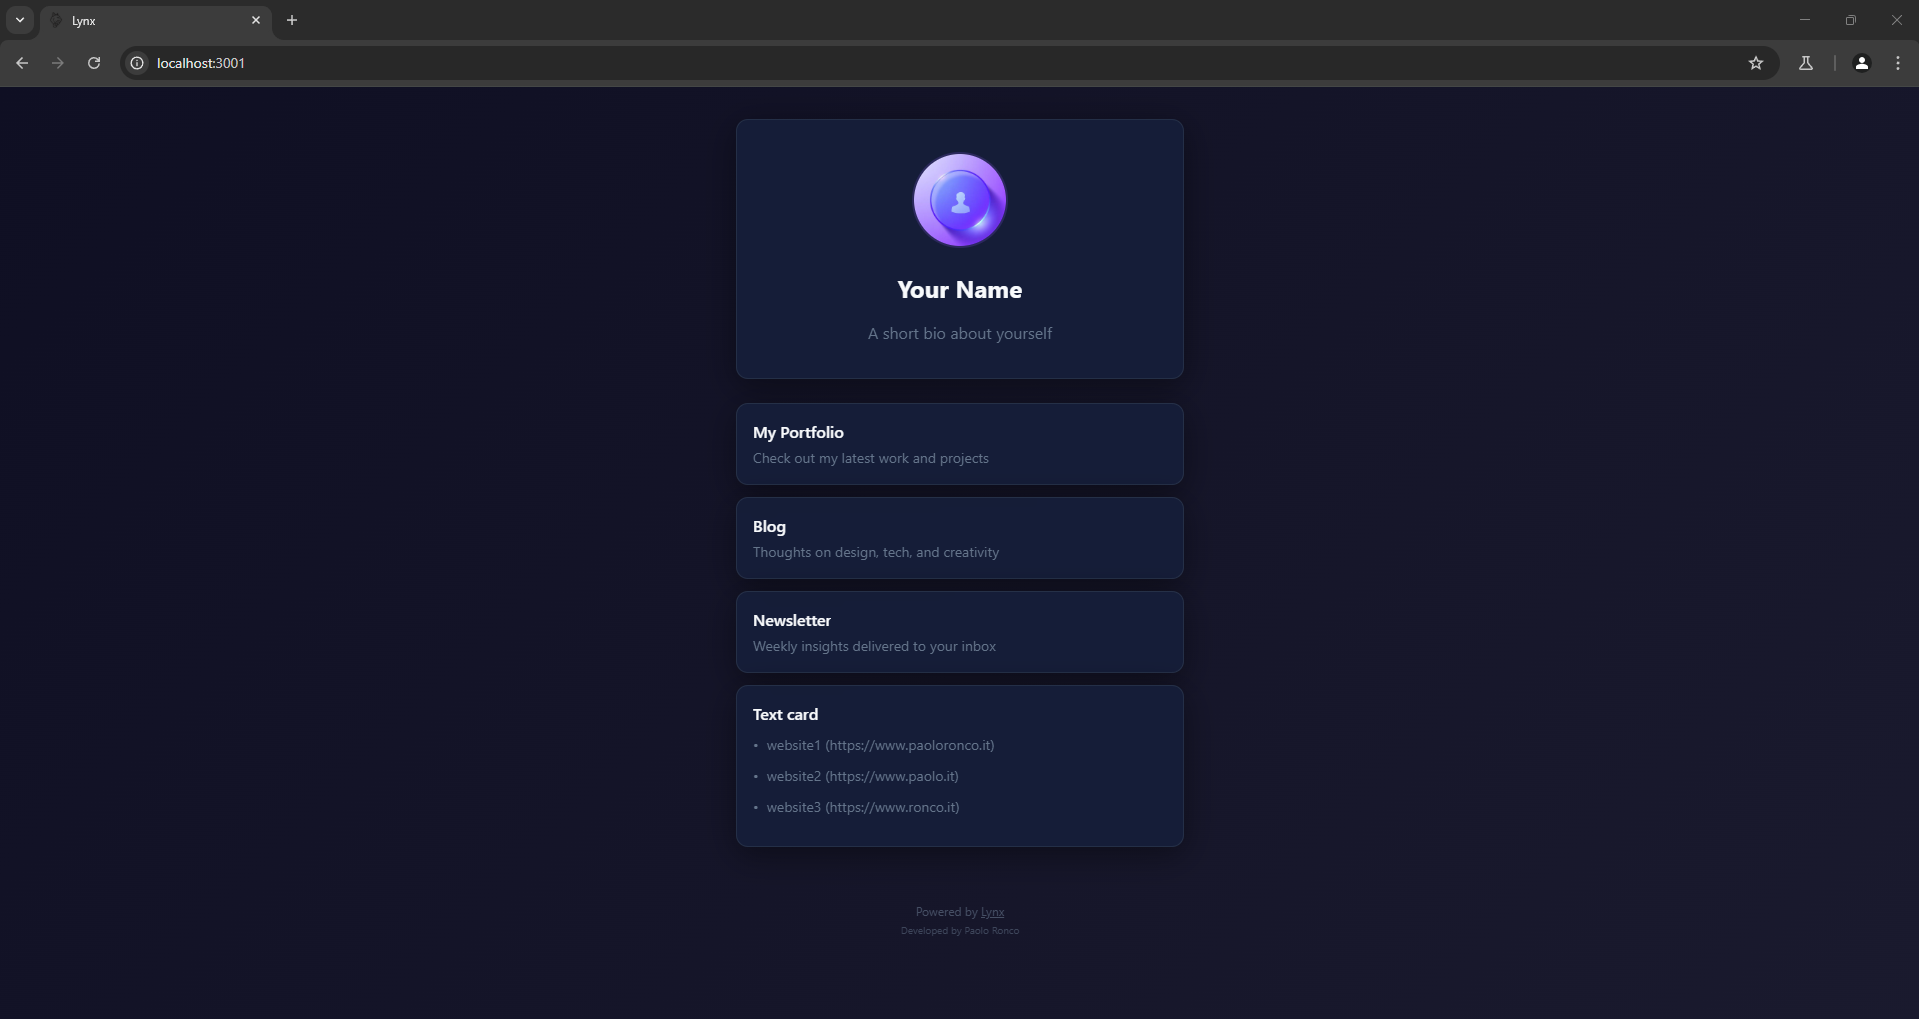 Lynx
localhost:3001
Your Name
A short bio about yourself
My Portfolio
Check out my latest work and projects
Blog
Thoughts on design, tech, and creativity
Newsletter
Weekly insights delivered to your inbox
Text card
• website1 (https://www.paoloronco.it)
• website2 (https://www.paolo.it)
• website3 (https://www.ronco.it)
Powered by Lynx
Developed by Paolo Ronco